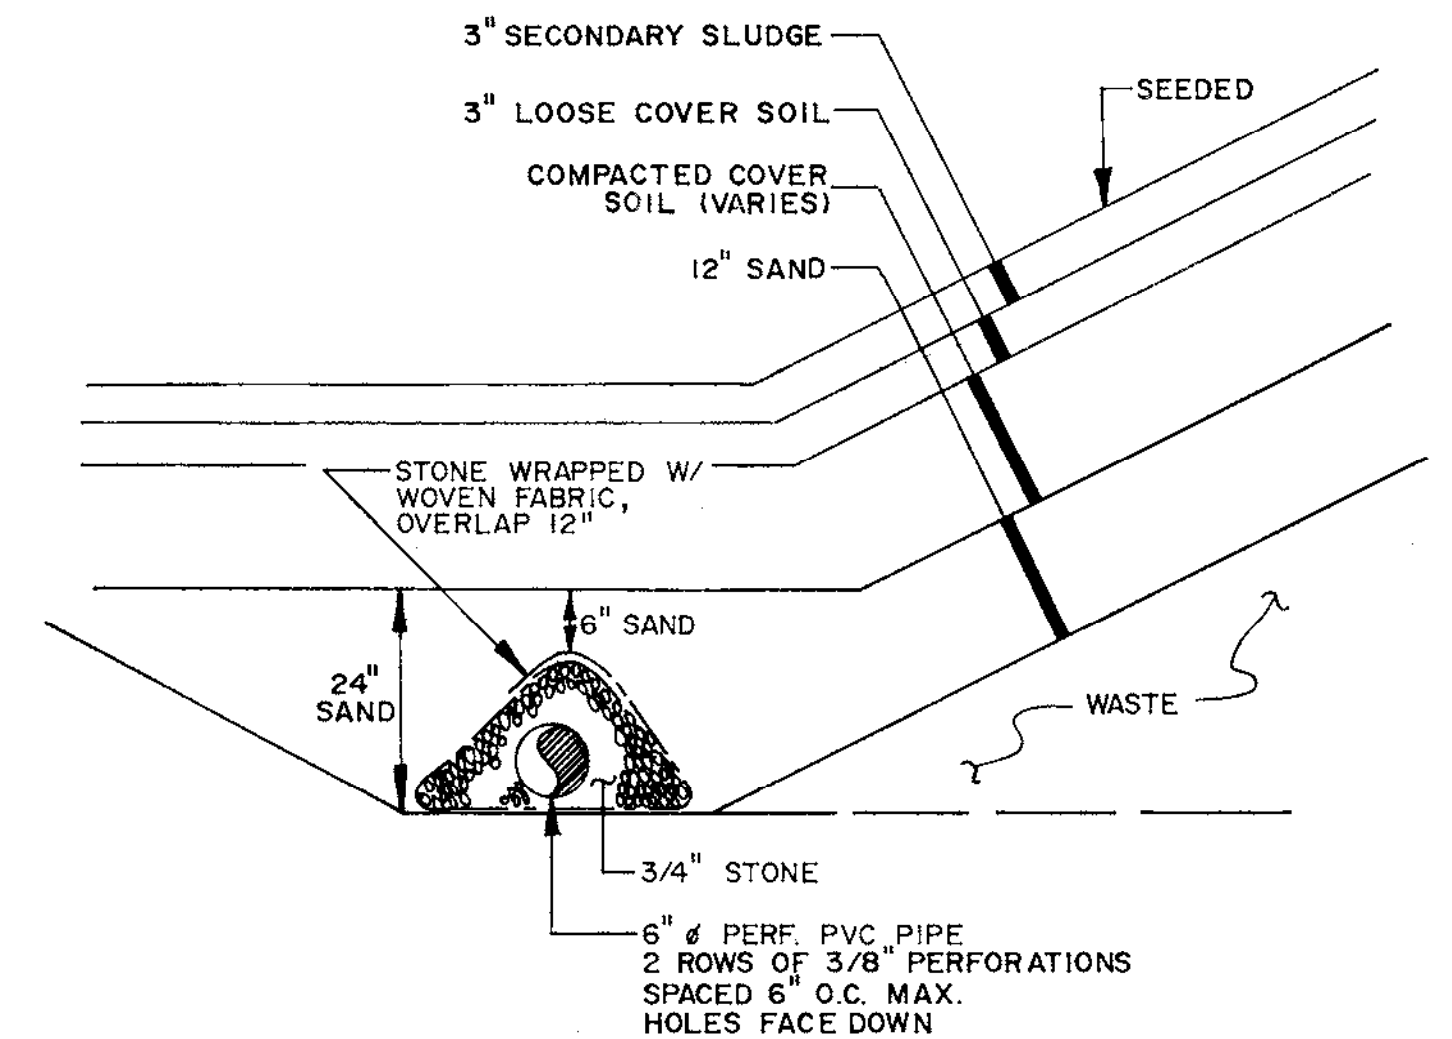 3" SECONDARY SLUDGE
SEEDED
3" LOOSE COVER SOIL
COMPACTED COVER
SOIL (VARIES)
12" SAND
STONE WRAPPED W/
WOVEN FABRIC,
OVERLAP 12"
6" SAND
24"
SAND
WASTE
3/4" STONE
6" ø PERF. PVC PIPE
2 ROWS OF 3/8" PERFORATIONS
SPACED 6" O.C. MAX.
HOLES FACE DOWN